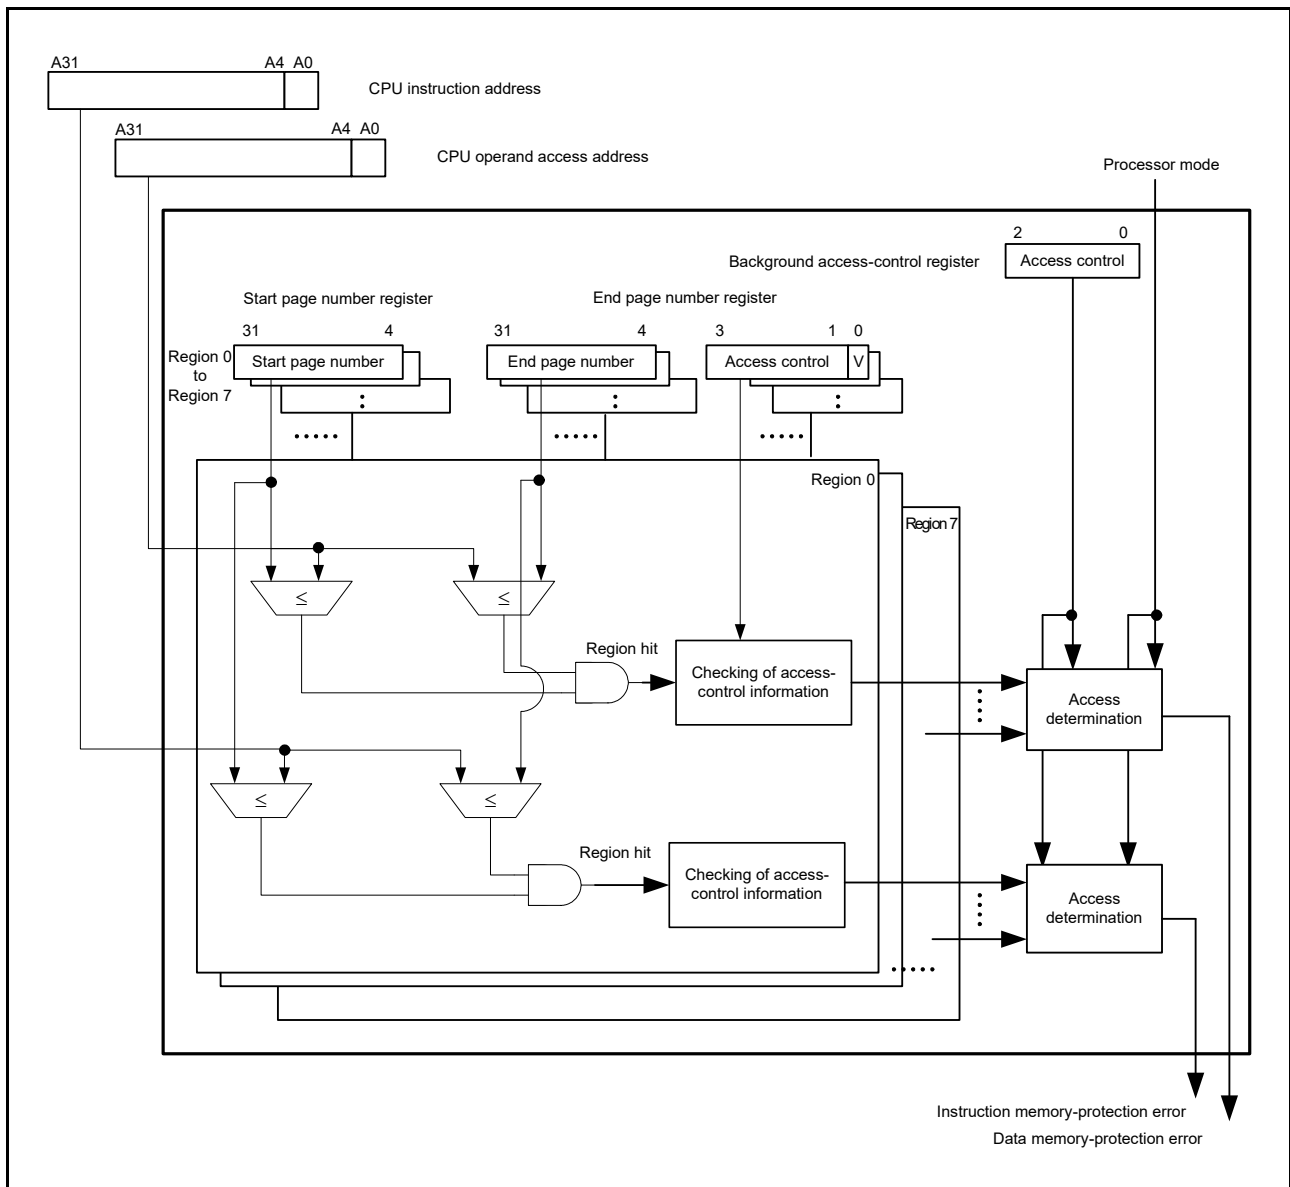 A31 A4 A0
CPU instruction address
A31 A4 A0
CPU operand access address
Processor mode
2 0
Background access-control register
Access control
Start page number register
End page number register
31 4
31 4
3 1 0
Region 0
to
Region 7
Start page number
End page number
Access control V
Region 0
Region 7
≤
≤
Region hit
Checking of access-
control information
Access
determination
≤
≤
Region hit
Checking of access-
control information
Access
determination
Instruction memory-protection error
Data memory-protection error